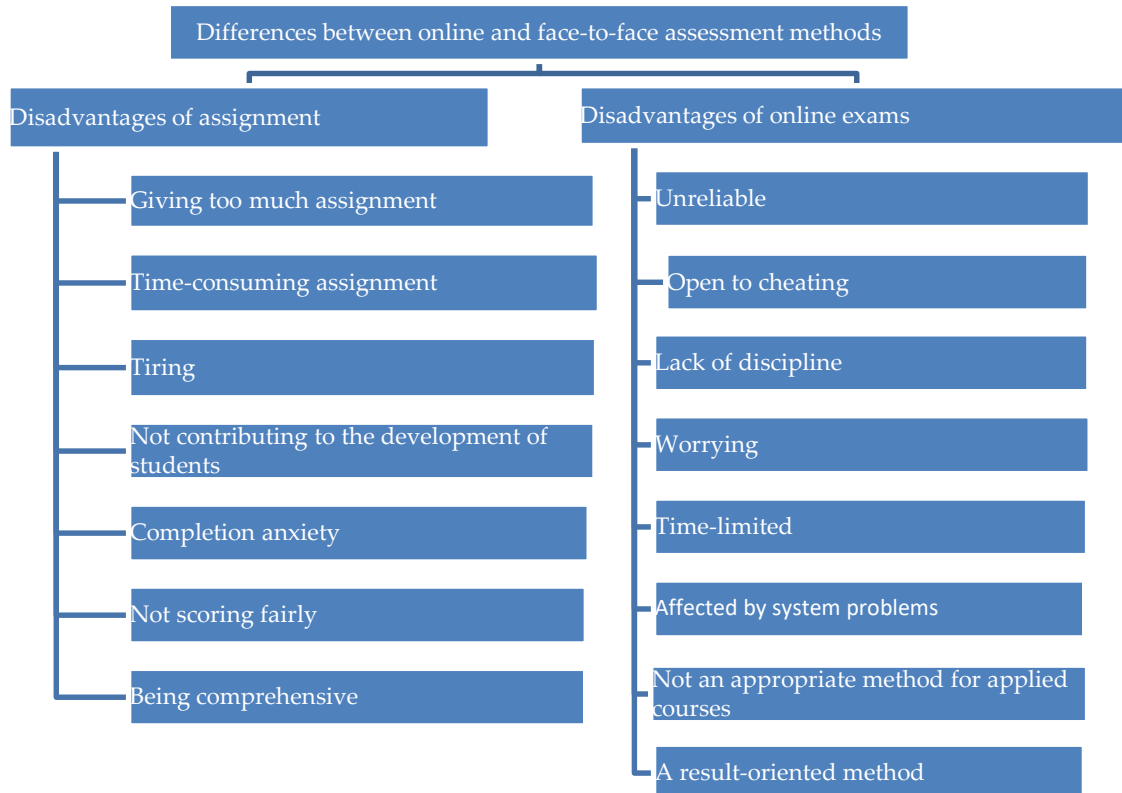 Differences between online and face-to-face assessment methods
Disadvantages of assignment
Giving too much assignment
Time-consuming assignment
Tiring
Not contributing to the development of
students
Completion anxiety
Not scoring fairly
Being comprehensive
Disadvantages of online exams
Unreliable
Open to cheating
Lack of discipline
Worrying
Time-limited
Affected by system problems
Not an appropriate method for applied
courses
A result-oriented method